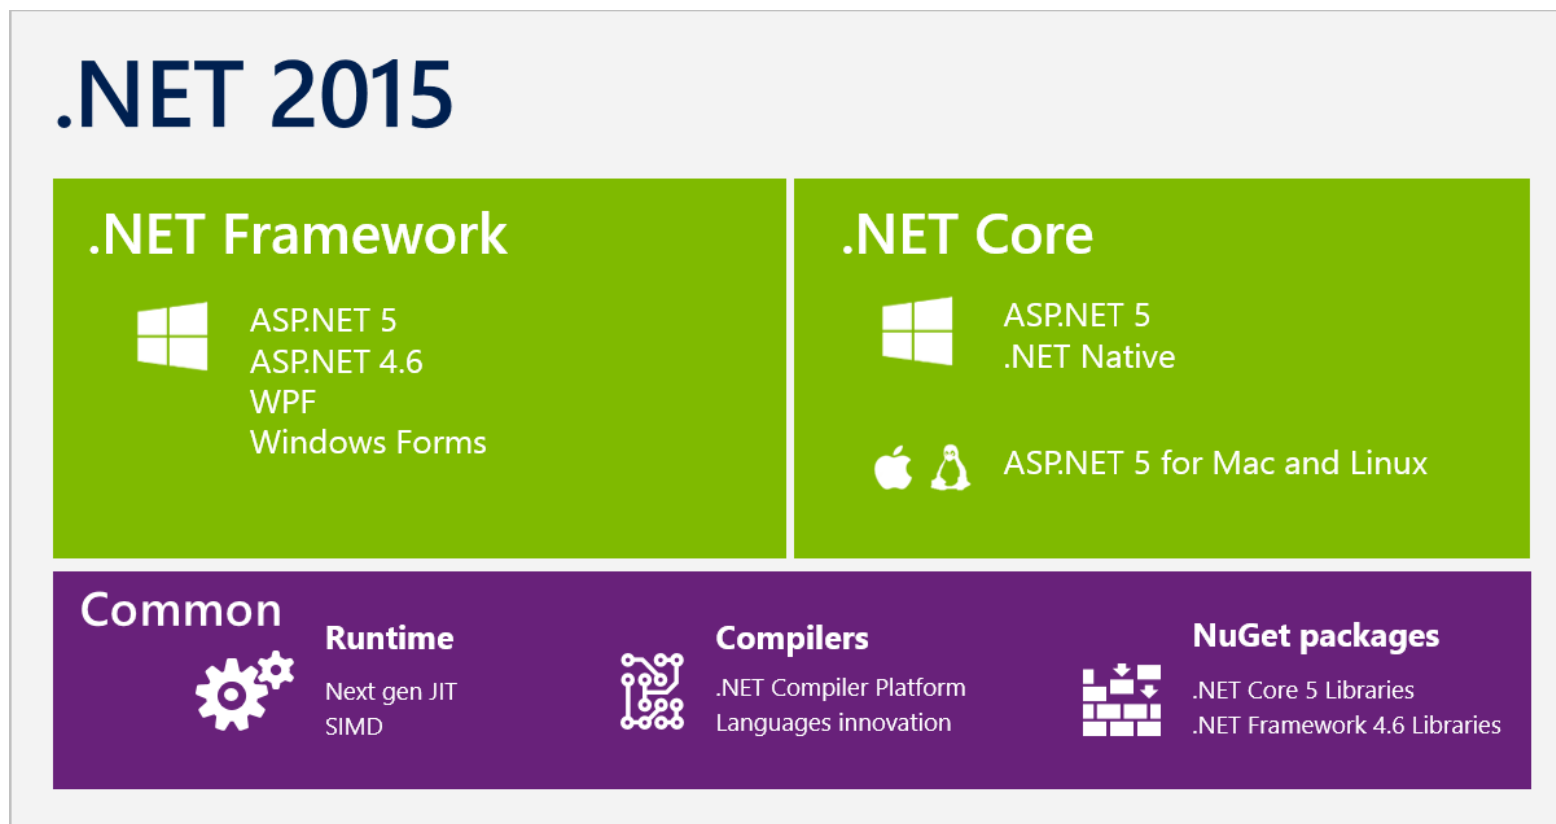 .NET 2015
.NET Framework
ASP.NET 5
ASP.NET 4.6
WPF
Windows Forms
.NET Core
ASP.NET 5
.NET Native
ASP.NET 5 for Mac and Linux
Common
Runtime
Next gen JIT
SIMD
Compilers
.NET Compiler Platform
Languages innovation
NuGet packages
.NET Core 5 Libraries
.NET Framework 4.6 Libraries